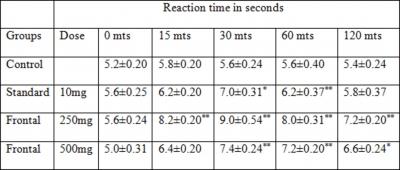 Reaction time in seconds
Groups Dose 0 mts 15 mts 30 mts 60 mts 120 mts
Control 5.2±0.20 5.8±0.20 5.6±0.24 5.6±0.40 5.4±0.24
Standard 10mg 5.6±0.25 6.2±0.20 7.0±0.31* 6.2±0.37** 5.8±0.37
Frontal 250mg 5.6±0.24 8.2±0.20** 9.0±0.54** 8.0±0.31** 7.2±0.20**
Frontal 500mg 5.0±0.31 6.4±0.20 7.4±0.24** 7.2±0.20** 6.6±0.24*